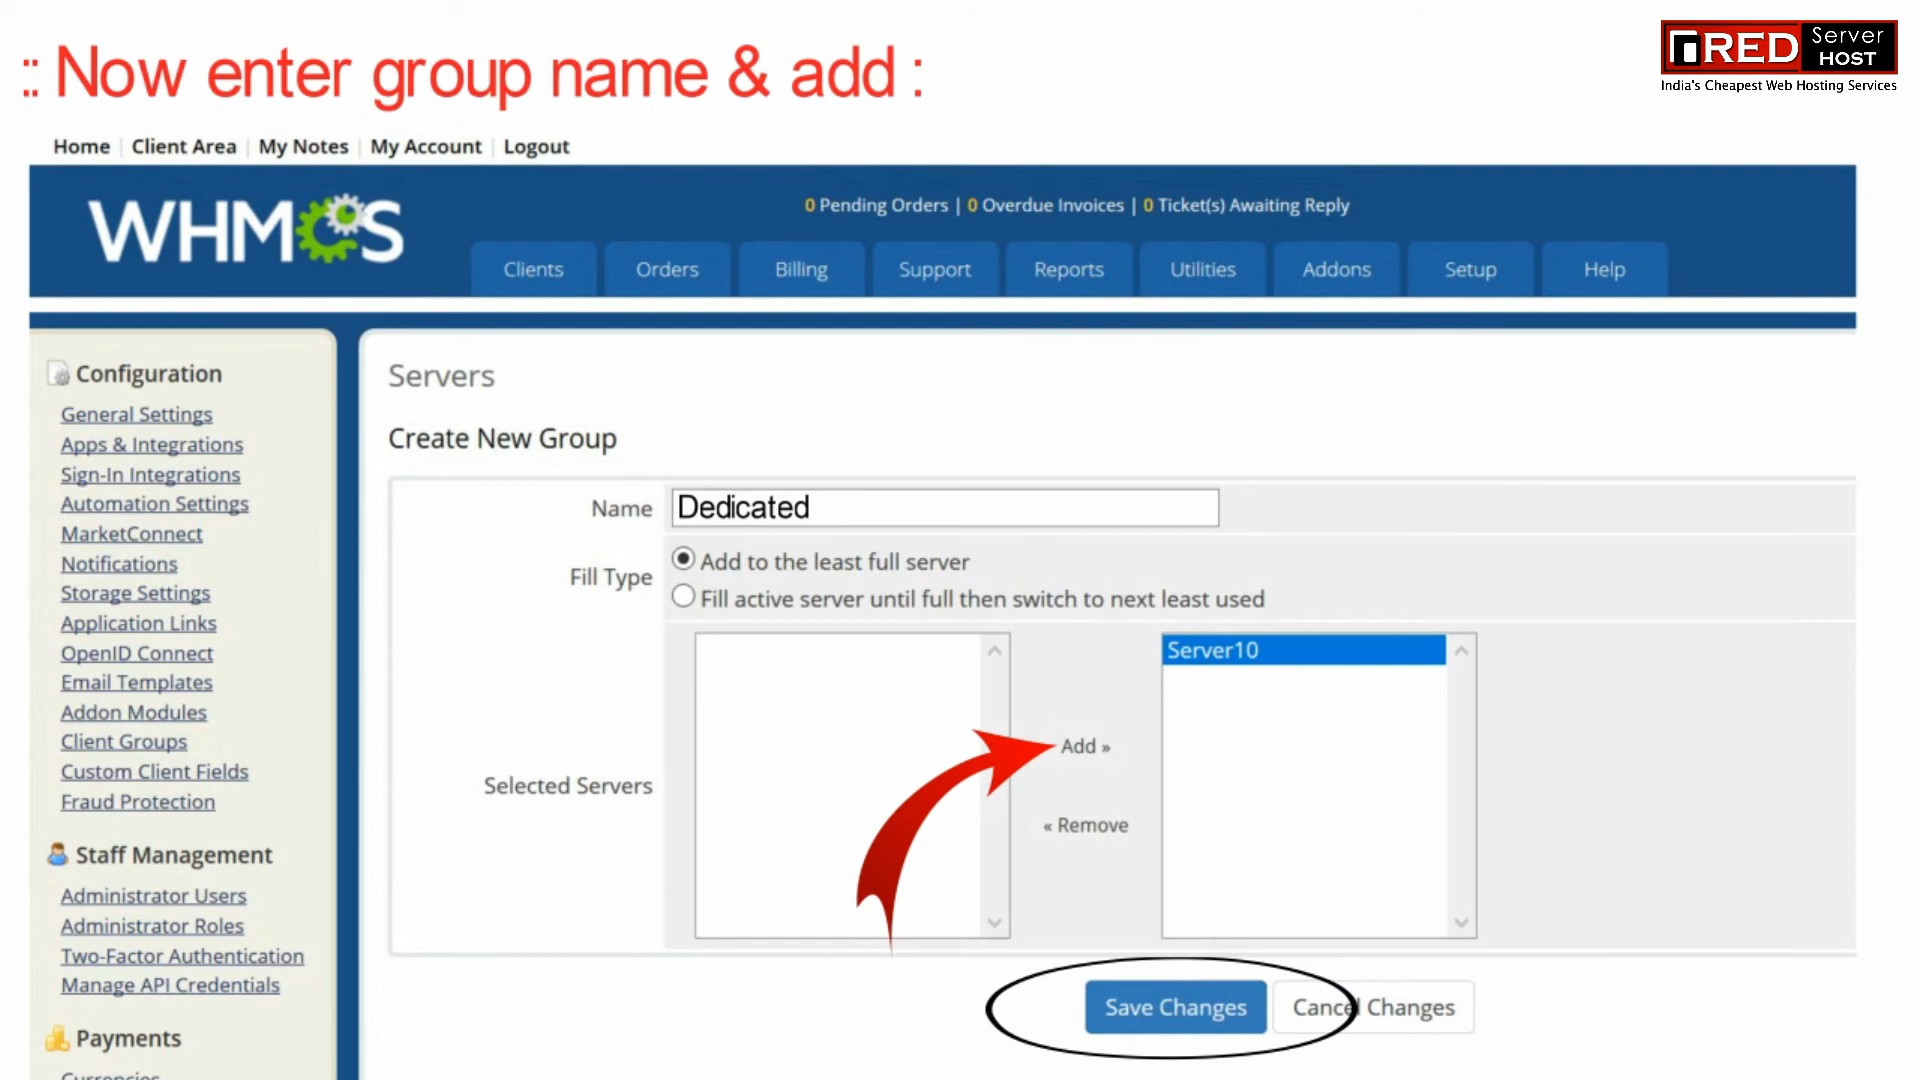 :: Now enter group name & add :
RED Server HOST
India's Cheapest Web Hosting Services
Home Client Area My Notes My Account Logout
WHMCS
0 Pending Orders | 0 Overdue Invoices | 0 Ticket(s) Awaiting Reply
Clients Orders Billing Support Reports Utilities Addons Setup Help
Configuration
General Settings
Apps & Integrations
Sign-In Integrations
Automation Settings
MarketConnect
Notifications
Storage Settings
Application Links
OpenID Connect
Email Templates
Addon Modules
Client Groups
Custom Client Fields
Fraud Protection
Staff Management
Administrator Users
Administrator Roles
Two-Factor Authentication
Manage API Credentials
Payments
Currencies
Servers
Create New Group
Name Dedicated
Fill Type
Add to the least full server
Fill active server until full then switch to next least used
Selected Servers
Server10
Add »
« Remove
Save Changes Cancel Changes